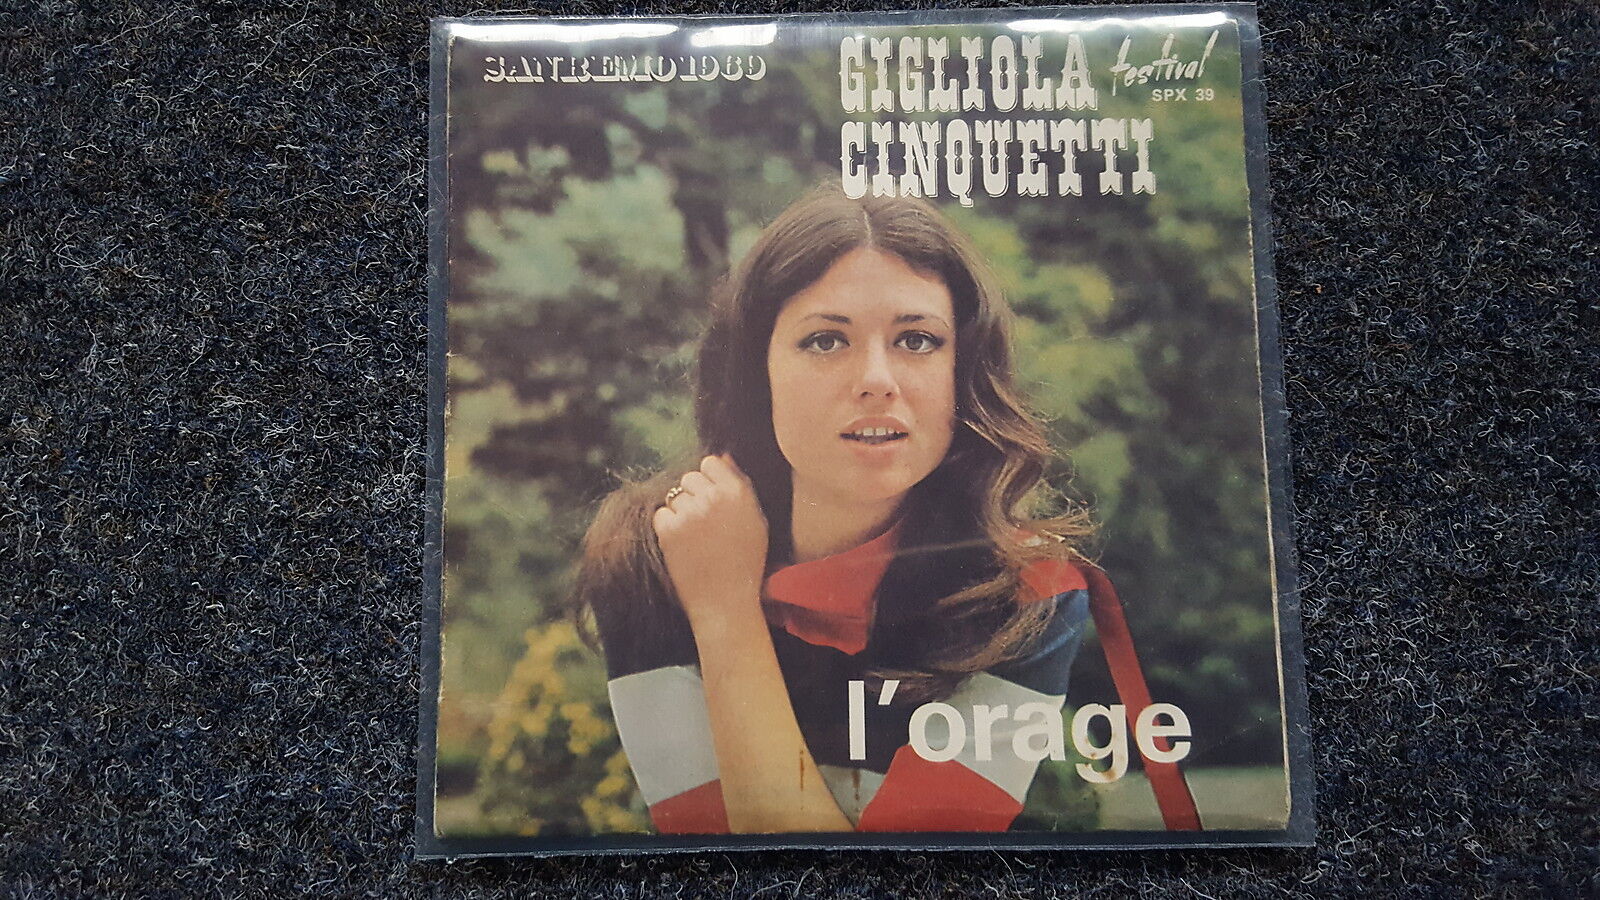 SANREMO 1969
GIGLIOLA
CINQUETTI
festival
SPX 39
l'orage